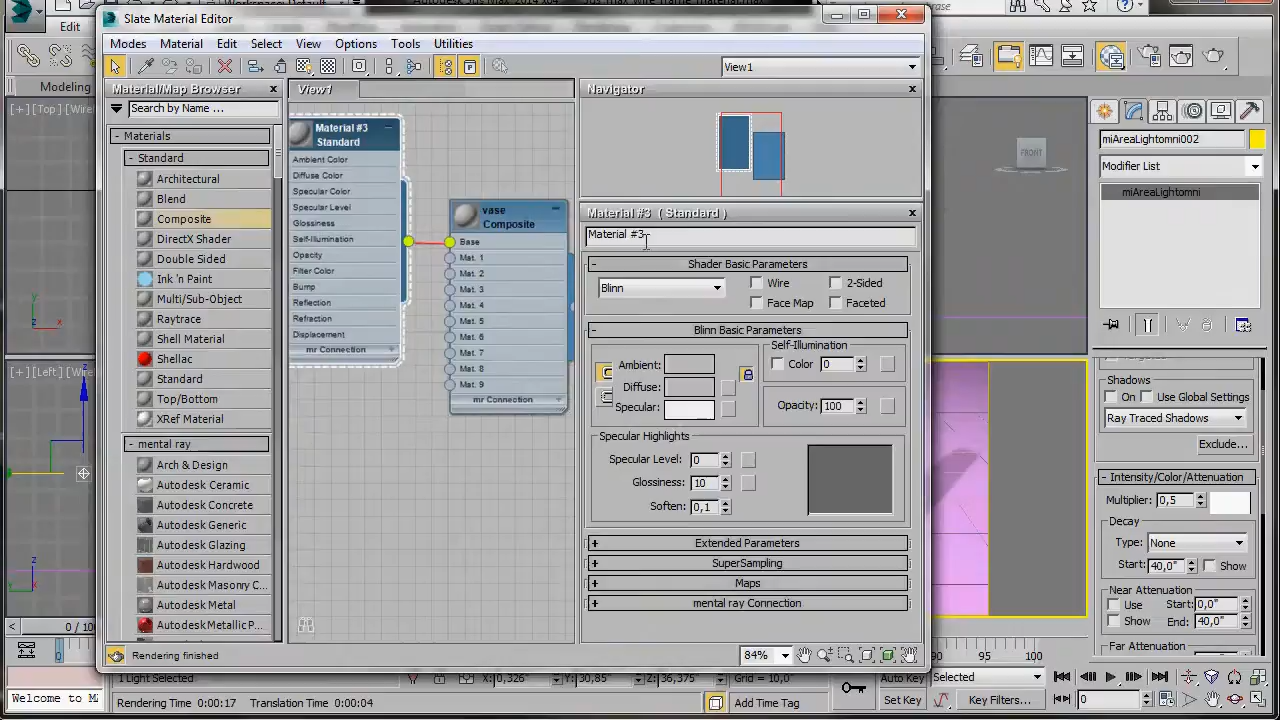 Slate Material Editor
Edit
Modes Material Edit Select View Options Tools Utilities
View1
Modeling
Material/Map Browser
View1
Navigator
[+] [Top]
Search by Name ...
Materials
Standard
Architectural
Blend
Composite
DirectX Shader
Double Sided
Ink 'n Paint
Multi/Sub-Object
Raytrace
Shell Material
Shellac
Standard
Top/Bottom
XRef Material
mental ray
Arch & Design
Autodesk Ceramic
Autodesk Concrete
Autodesk Generic
Autodesk Glazing
Autodesk Hardwood
Autodesk Masonry C...
Autodesk Metal
Autodesk Metallic P...
Material #3
Standard
Ambient Color
Diffuse Color
Specular Color
Specular Level
Glossiness
Self-Illumination
Opacity
Filter Color
Bump
Reflection
Refraction
Displacement
mr Connection
vase
Composite
Base
Mat. 1
Mat. 2
Mat. 3
Mat. 4
Mat. 5
Mat. 6
Mat. 7
Mat. 8
Mat. 9
mr Connection
Material #3 ( Standard )
Material #3
Shader Basic Parameters
Blinn
Wire
2-Sided
Face Map
Faceted
Blinn Basic Parameters
Self-Illumination
Ambient:
Color 0
Diffuse:
Specular:
Opacity: 100
Specular Highlights
Specular Level: 0
Glossiness: 10
Soften: 0,1
Extended Parameters
SuperSampling
Maps
mental ray Connection
FRONT
miAreaLightomni002
Modifier List
miAreaLightomni
Shadows
On Use Global Settings
Ray Traced Shadows
Exclude...
Intensity/Color/Attenuation
Multiplier: 0,5
Decay
Type: None
Start: 40,0" Show
Near Attenuation
Use Start: 0,0"
Show End: 40,0"
Far Attenuation
[+] [Left]
z
y
x
0 / 100
0
Rendering finished
84%
90 95 100
1 Light Selected
X: 0,326" Y: 30,85" Z: 36,375" Grid = 10,0"
Auto Key Selected
Welcome to M
Rendering Time 0:00:17 Translation Time 0:00:04
Add Time Tag
Set Key Key Filters... 0